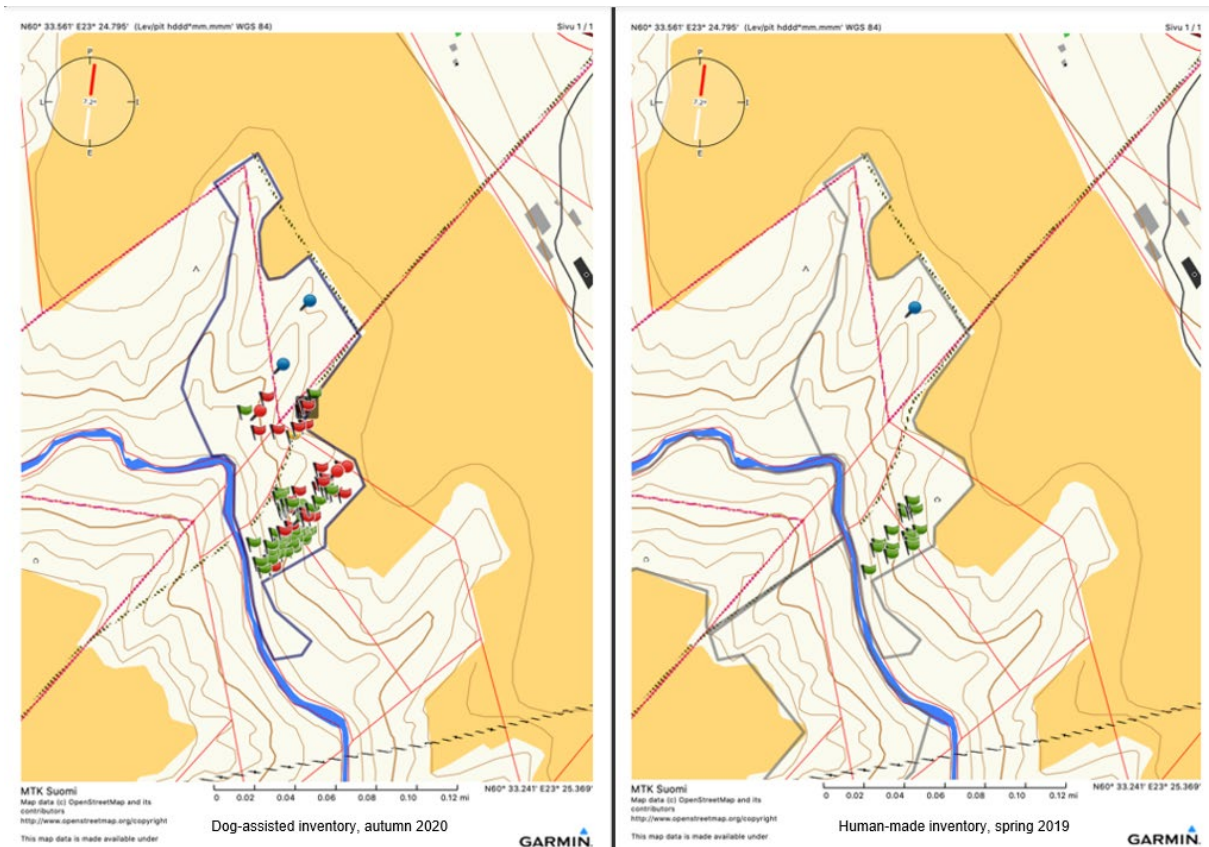 N60° 33.561' E23° 24.795' (Lev/pit hddd°mm.mmm' WGS 84)
Sivu 1 / 1
P
L
I
7.2°
E
N60° 33.241' E23° 25.369'
MTK Suomi
Map data (c) OpenStreetMap and its
contributors
http://www.openstreetmap.org/copyright
This map data is made available under
0 0.02 0.04 0.06 0.08 0.10 0.12 mi
Dog-assisted inventory, autumn 2020
GARMIN.
N60° 33.561' E23° 24.795' (Lev/pit hddd°mm.mmm' WGS 84)
Sivu 1 / 1
P
L
I
7.2°
E
N60° 33.241' E23° 25.369'
MTK Suomi
Map data (c) OpenStreetMap and its
contributors
http://www.openstreetmap.org/copyright
This map data is made available under
0 0.02 0.04 0.06 0.08 0.10 0.12 mi
Human-made inventory, spring 2019
GARMIN.